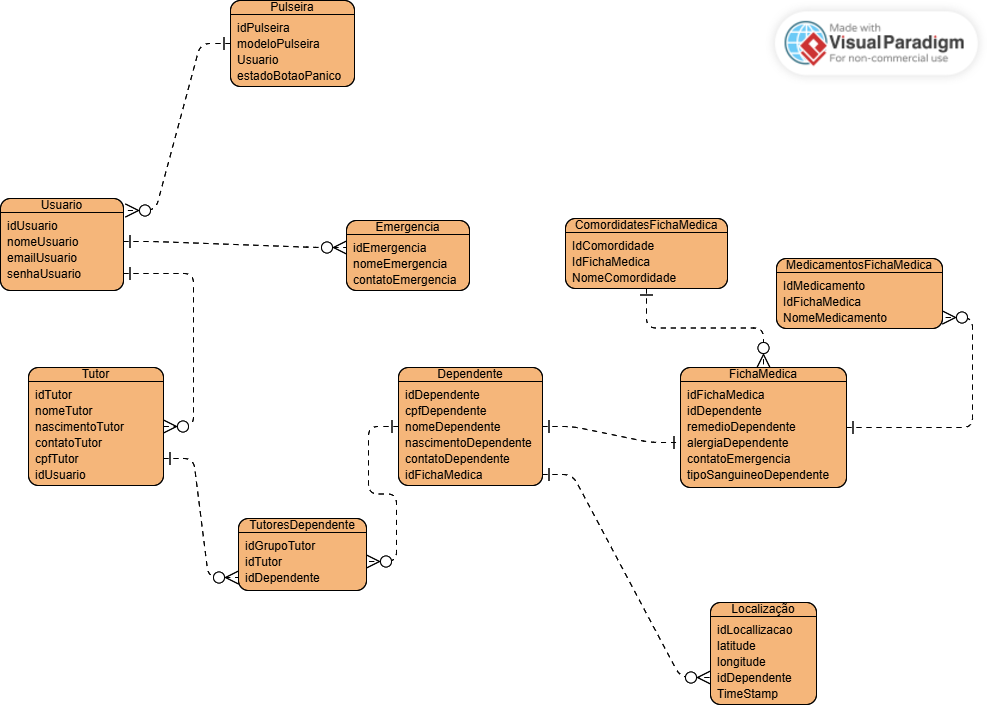 Pulseira
idPulseira
modeloPulseira
Usuario
estadoBotaoPanico
Made with
VisualParadigm
For non-commercial use
Usuario
idUsuario
nomeUsuario
emailUsuario
senhaUsuario
Emergencia
idEmergencia
nomeEmergencia
contatoEmergencia
ComordidatesFichaMedica
IdComordidade
IdFichaMedica
NomeComordidade
MedicamentosFichaMedica
IdMedicamento
IdFichaMedica
NomeMedicamento
Tutor
idTutor
nomeTutor
nascimentoTutor
contatoTutor
cpfTutor
idUsuario
Dependente
idDependente
cpfDependente
nomeDependente
nascimentoDependente
contatoDependente
idFichaMedica
FichaMedica
idFichaMedica
idDependente
remedioDependente
alergiaDependente
contatoEmergencia
tipoSanguineoDependente
TutoresDependente
idGrupoTutor
idTutor
idDependente
Localização
idLocallizacao
latitude
longitude
idDependente
TimeStamp